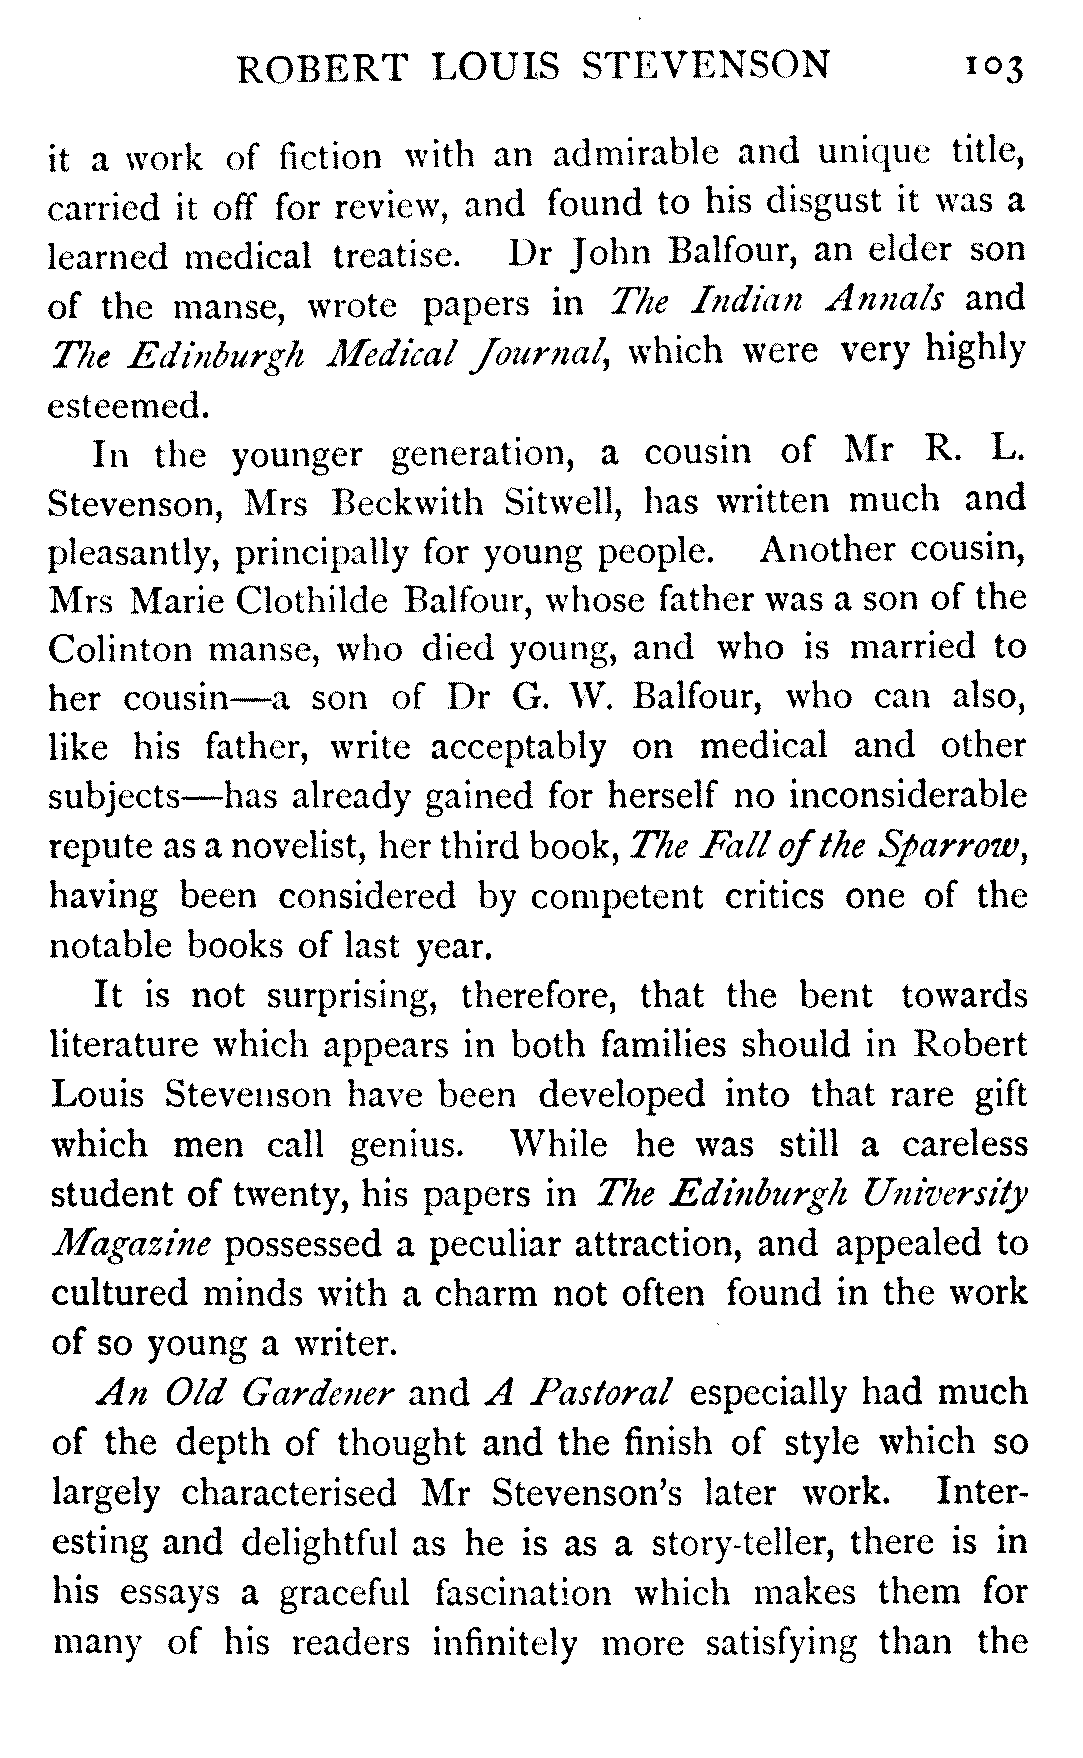 ROBERT LOUIS STEVENSON 103
it a work of fiction with an admirable and unique title,
carried it off for review, and found to his disgust it was a
learned medical treatise. Dr John Balfour, an elder son
of the manse, wrote papers in The Indian Annals and
The Edinburgh Medical Journal, which were very highly
esteemed.
In the younger generation, a cousin of Mr R. L.
Stevenson, Mrs Beckwith Sitwell, has written much and
pleasantly, principally for young people. Another cousin,
Mrs Marie Clothilde Balfour, whose father was a son of the
Colinton manse, who died young, and who is married to
her cousin—a son of Dr G. W. Balfour, who can also,
like his father, write acceptably on medical and other
subjects—has already gained for herself no inconsiderable
repute as a novelist, her third book, The Fall of the Sparrow,
having been considered by competent critics one of the
notable books of last year.
It is not surprising, therefore, that the bent towards
literature which appears in both families should in Robert
Louis Stevenson have been developed into that rare gift
which men call genius. While he was still a careless
student of twenty, his papers in The Edinburgh University
Magazine possessed a peculiar attraction, and appealed to
cultured minds with a charm not often found in the work
of so young a writer.
An Old Gardener and A Pastoral especially had much
of the depth of thought and the finish of style which so
largely characterised Mr Stevenson's later work. Inter-
esting and delightful as he is as a story-teller, there is in
his essays a graceful fascination which makes them for
many of his readers infinitely more satisfying than the